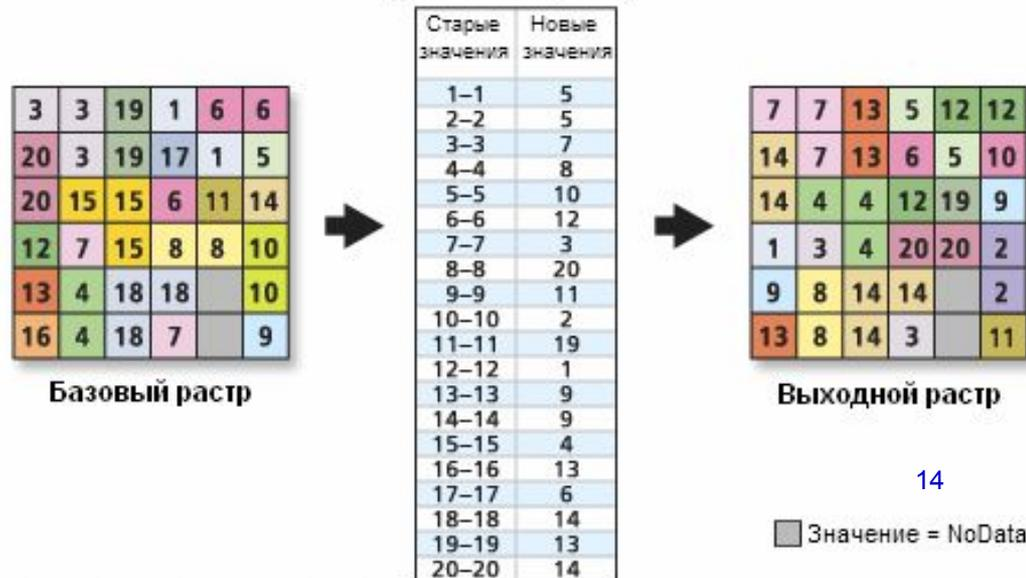 Старые Новые
значения значения
1–1 5
2–2 5
3–3 7
4–4 8
5–5 10
6–6 12
7–7 3
8–8 20
9–9 11
10–10 2
11–11 19
12–12 1
13–13 9
14–14 9
15–15 4
16–16 13
17–17 6
18–18 14
19–19 13
20–20 14
3 3 19 1 6 6
20 3 19 17 1 5
20 15 15 6 11 14
12 7 15 8 8 10
13 4 18 18 10
16 4 18 7 9
Базовый растр
7 7 13 5 12 12
14 7 13 6 5 10
14 4 4 12 19 9
1 3 4 20 20 2
9 8 14 14 2
13 8 14 3 11
Выходной растр
14
Значение = NoData